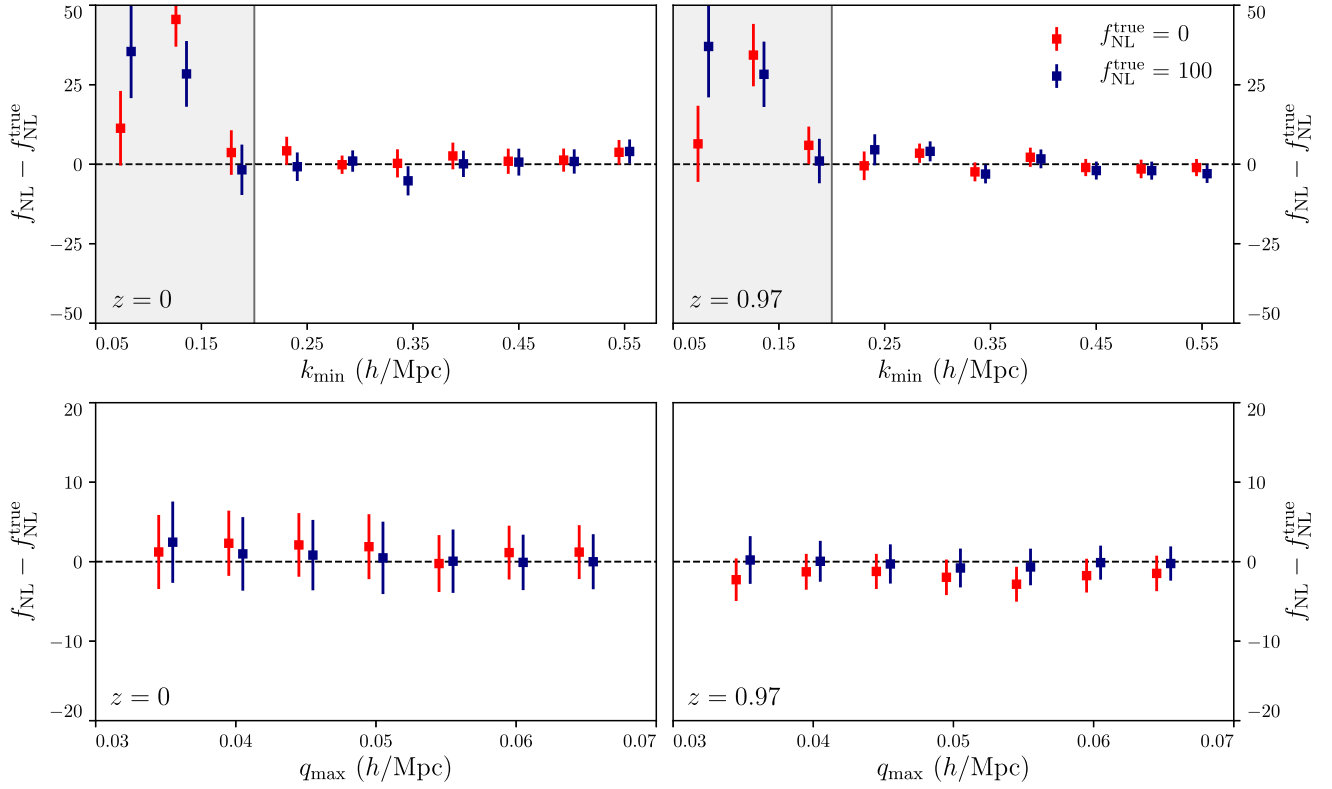 50
25
0
−25
−50
f_NL − f_NL^true
z = 0
0.05 0.15 0.25 0.35 0.45 0.55
k_min (h/Mpc)
f_NL^true = 0
f_NL^true = 100
50
25
0
−25
−50
f_NL − f_NL^true
z = 0.97
0.05 0.15 0.25 0.35 0.45 0.55
k_min (h/Mpc)
20
10
0
−10
−20
f_NL − f_NL^true
z = 0
0.03 0.04 0.05 0.06 0.07
q_max (h/Mpc)
20
10
0
−10
−20
f_NL − f_NL^true
z = 0.97
0.03 0.04 0.05 0.06 0.07
q_max (h/Mpc)